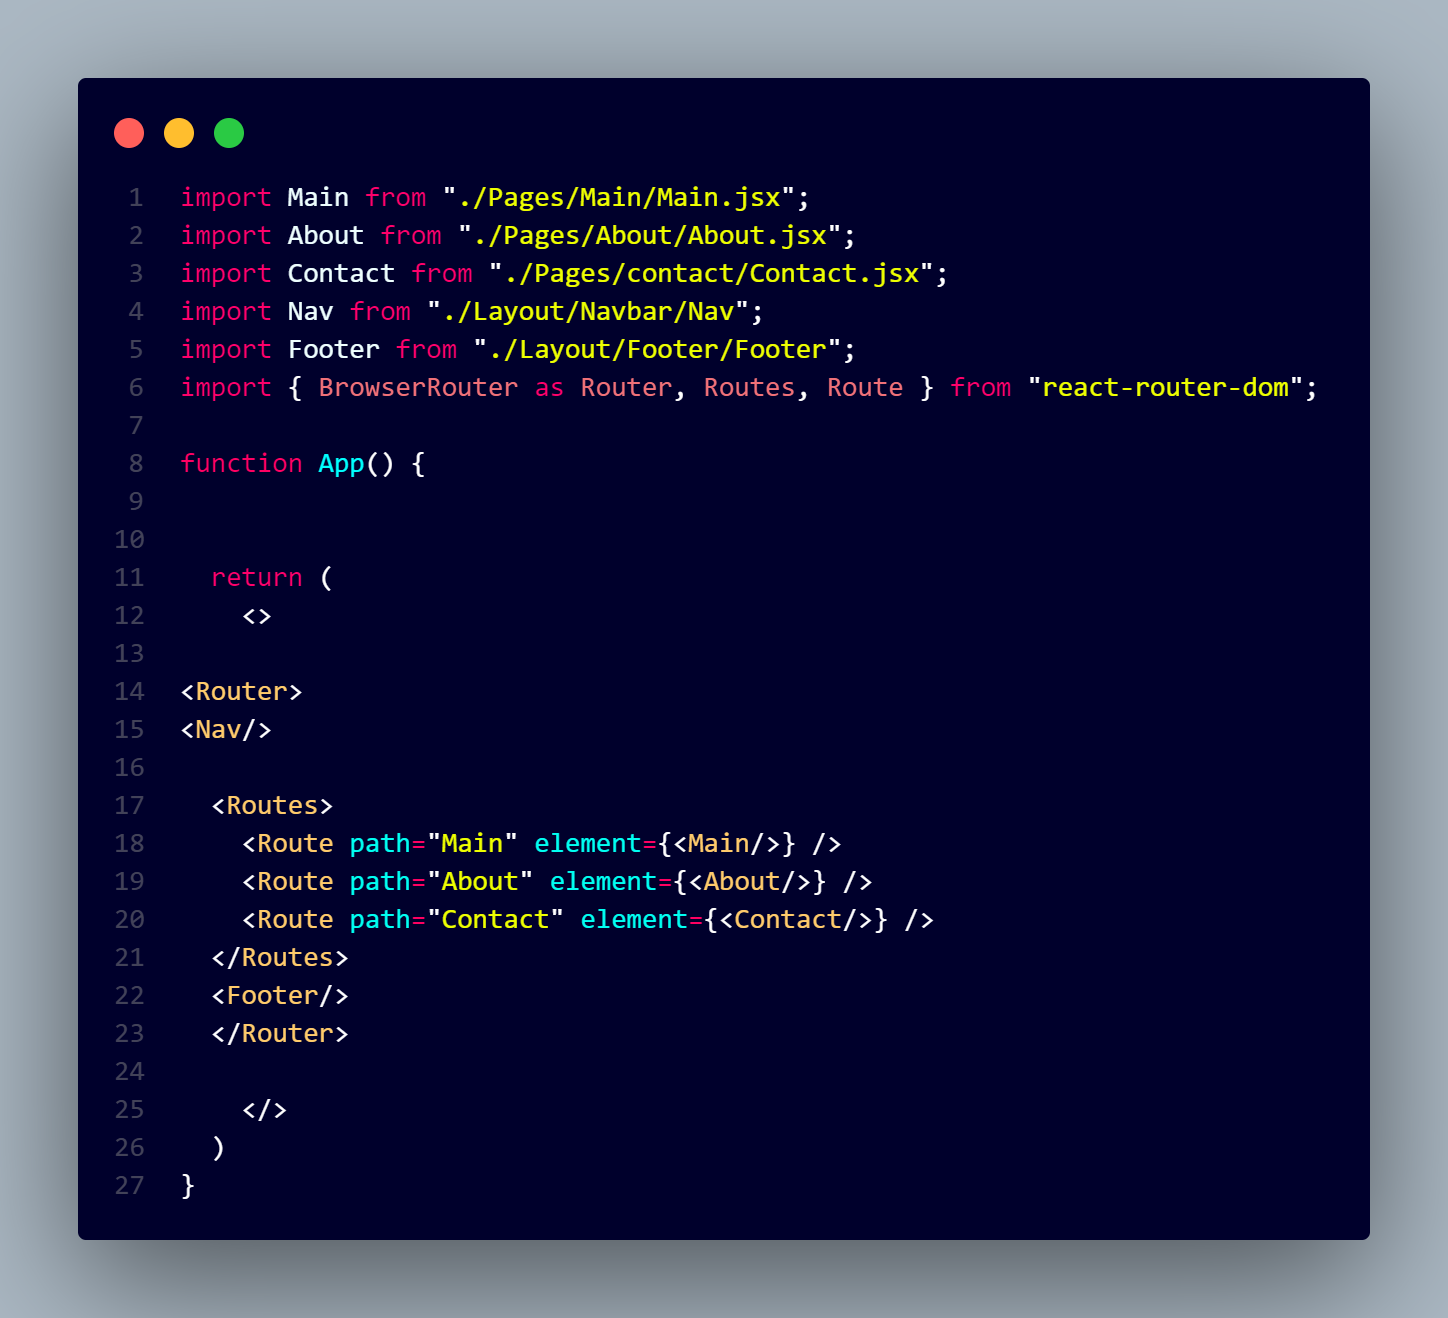 1 import Main from "./Pages/Main/Main.jsx";
2 import About from "./Pages/About/About.jsx";
3 import Contact from "./Pages/contact/Contact.jsx";
4 import Nav from "./Layout/Navbar/Nav";
5 import Footer from "./Layout/Footer/Footer";
6 import { BrowserRouter as Router, Routes, Route } from "react-router-dom";
7
8 function App() {
9
10
11   return (
12     <>
13
14 <Router>
15 <Nav/>
16
17   <Routes>
18     <Route path="Main" element={<Main/>} />
19     <Route path="About" element={<About/>} />
20     <Route path="Contact" element={<Contact/>} />
21   </Routes>
22   <Footer/>
23   </Router>
24
25     </>
26   )
27 }